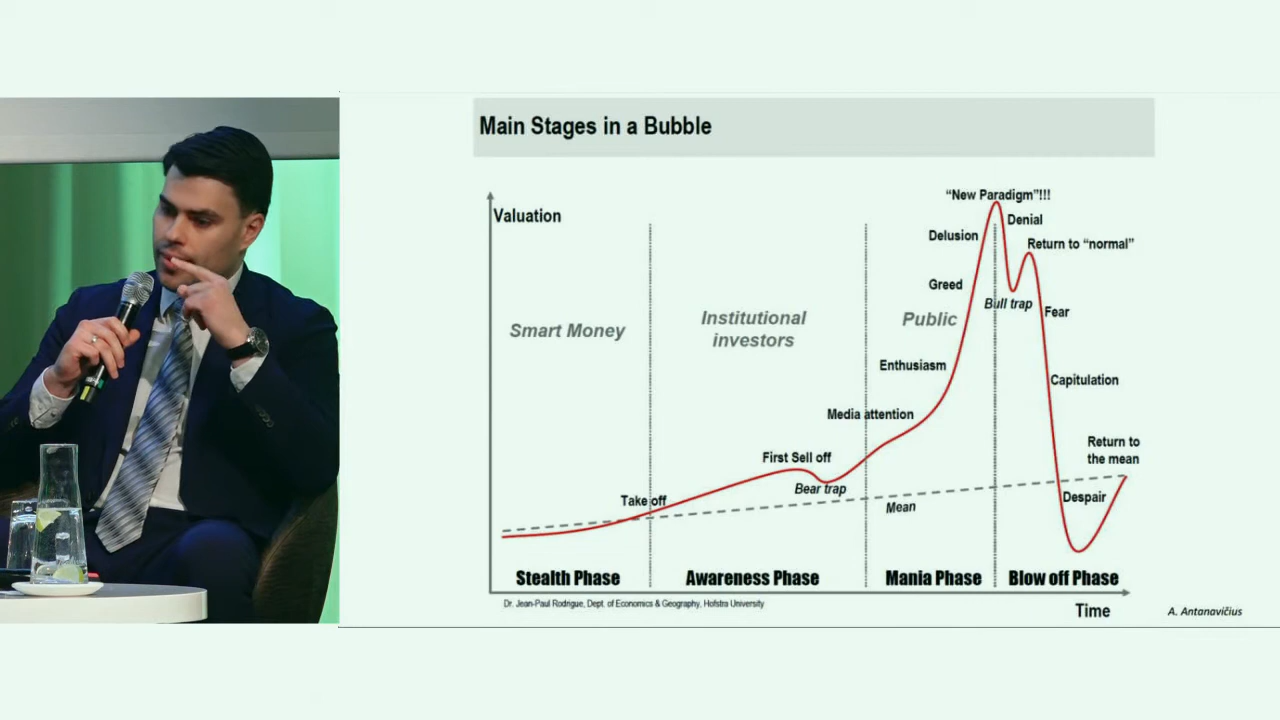 Main Stages in a Bubble
Valuation
“New Paradigm”!!!
Denial
Delusion
Return to “normal”
Greed
Bull trap
Fear
Smart Money
Institutional
investors
Public
Enthusiasm
Capitulation
Media attention
First Sell off
Return to
the mean
Bear trap
Take off
Mean
Despair
Stealth Phase
Awareness Phase
Mania Phase
Blow off Phase
Dr. Jean-Paul Rodrigue, Dept. of Economics & Geography, Hofstra University
Time
A. Antanavičius